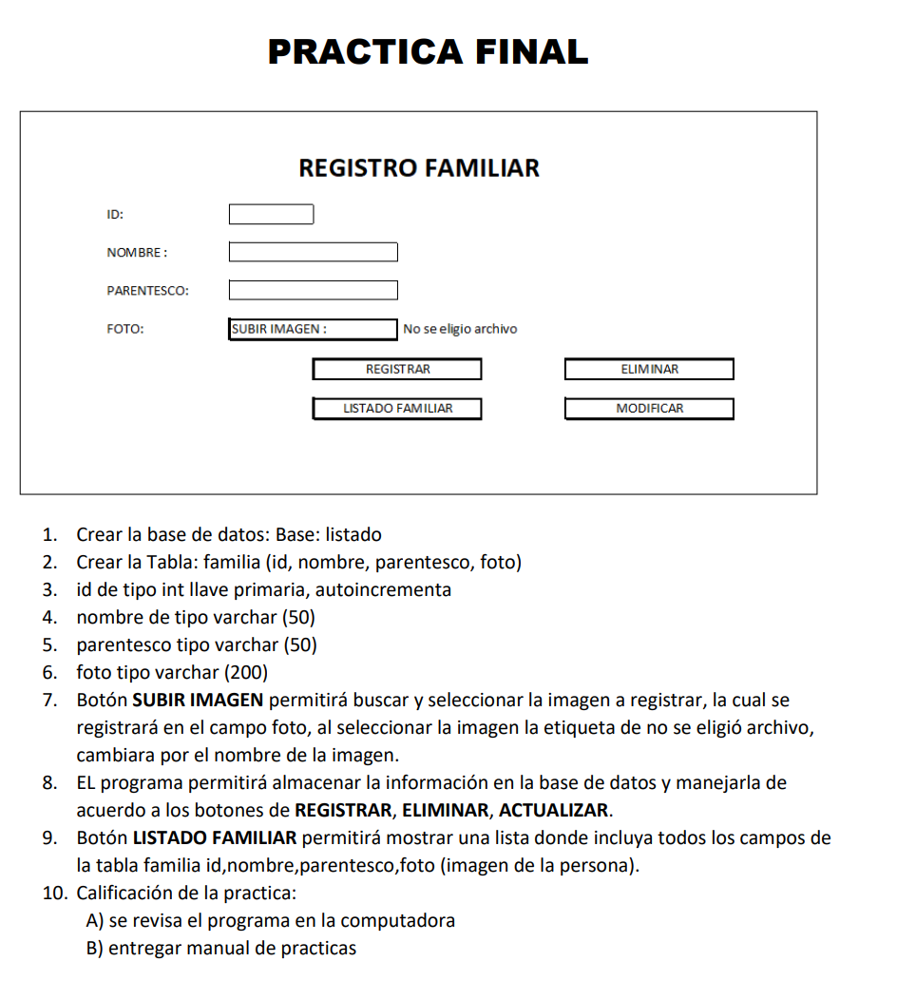 PRACTICA FINAL
REGISTRO FAMILIAR
ID:
NOMBRE :
PARENTESCO:
FOTO: SUBIR IMAGEN : No se eligio archivo
REGISTRAR ELIMINAR
LISTADO FAMILIAR MODIFICAR
1. Crear la base de datos: Base: listado
2. Crear la Tabla: familia (id, nombre, parentesco, foto)
3. id de tipo int llave primaria, autoincrementa
4. nombre de tipo varchar (50)
5. parentesco tipo varchar (50)
6. foto tipo varchar (200)
7. Botón SUBIR IMAGEN permitirá buscar y seleccionar la imagen a registrar, la cual se
registrará en el campo foto, al seleccionar la imagen la etiqueta de no se eligió archivo,
cambiara por el nombre de la imagen.
8. EL programa permitirá almacenar la información en la base de datos y manejarla de
acuerdo a los botones de REGISTRAR, ELIMINAR, ACTUALIZAR.
9. Botón LISTADO FAMILIAR permitirá mostrar una lista donde incluya todos los campos de
la tabla familia id,nombre,parentesco,foto (imagen de la persona).
10. Calificación de la practica:
A) se revisa el programa en la computadora
B) entregar manual de practicas